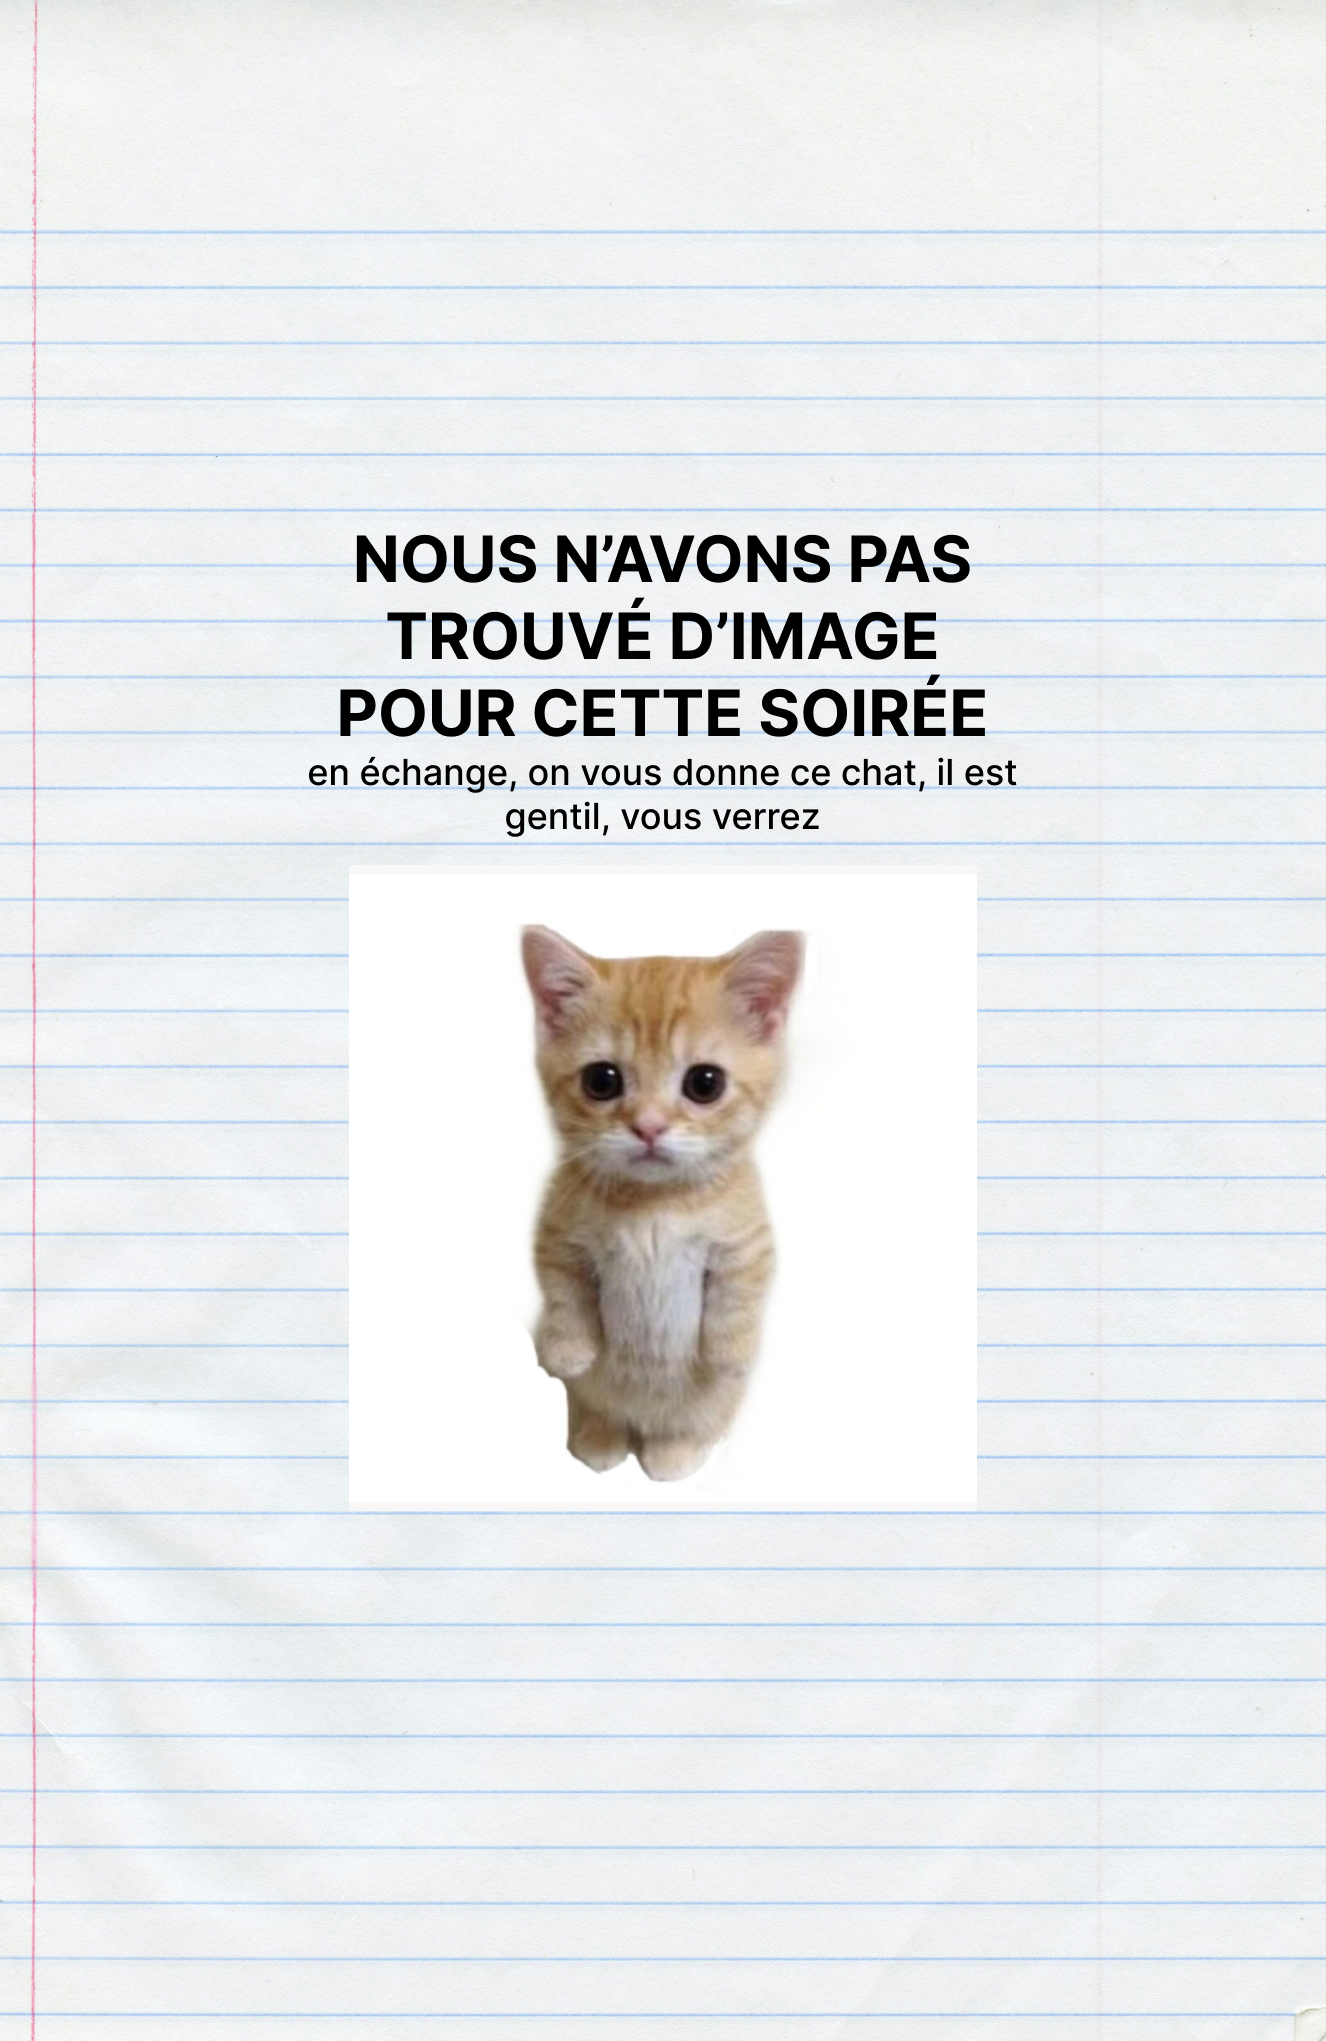 NOUS N’AVONS PAS
TROUVÉ D’IMAGE
POUR CETTE SOIRÉE
en échange, on vous donne ce chat, il est
gentil, vous verrez